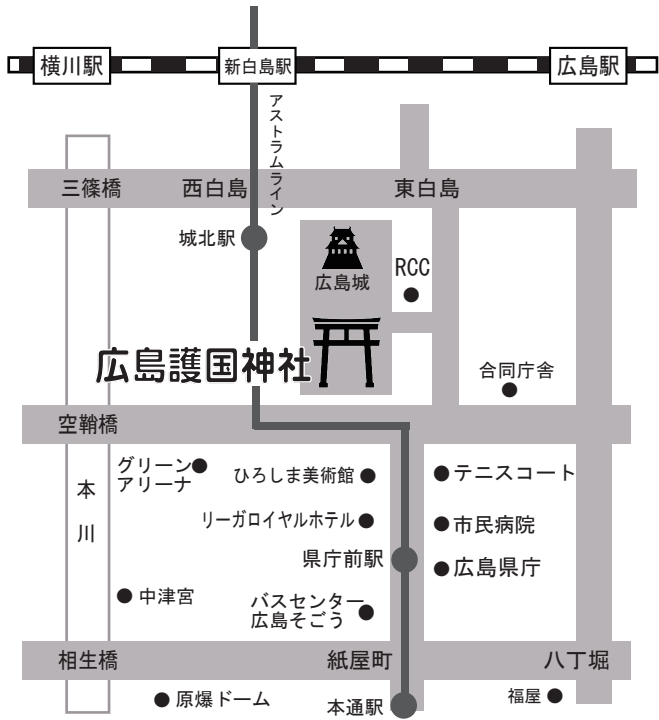 横川駅
新白島駅
広島駅
アストラムライン
三篠橋
西白島
東白島
城北駅
広島城
RCC
広島護国神社
合同庁舎
空鞘橋
グリーン
アリーナ
ひろしま美術館
テニスコート
本川
リーガロイヤルホテル
市民病院
県庁前駅
広島県庁
中津宮
バスセンター
広島そごう
相生橋
紙屋町
八丁堀
原爆ドーム
本通駅
福屋